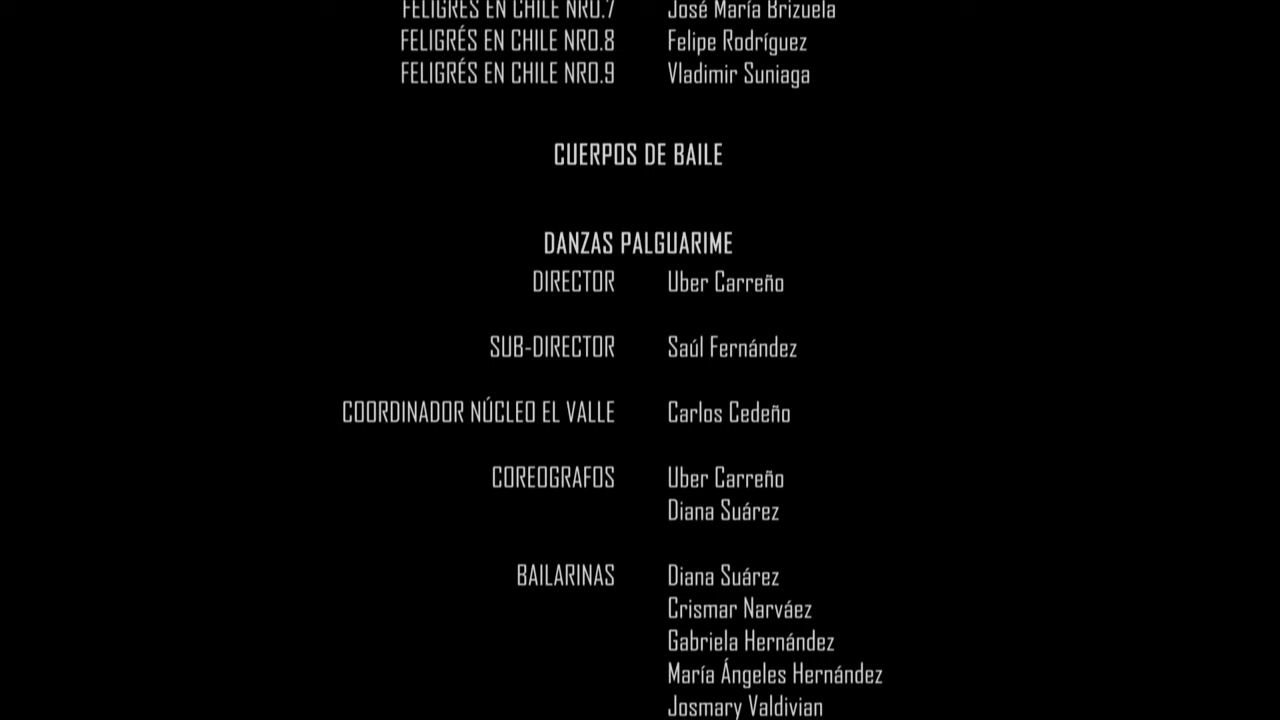 FELIGRÉS EN CHILE NRO.7 José María Brizuela
FELIGRÉS EN CHILE NRO.8 Felipe Rodríguez
FELIGRÉS EN CHILE NRO.9 Vladimir Suniaga
CUERPOS DE BAILE
DANZAS PALGUARIME
DIRECTOR Uber Carreño
SUB-DIRECTOR Saúl Fernández
COORDINADOR NÚCLEO EL VALLE Carlos Cedeño
COREOGRAFOS Uber Carreño
Diana Suárez
BAILARINAS Diana Suárez
Crismar Narváez
Gabriela Hernández
María Ángeles Hernández
Josmary Valdivian